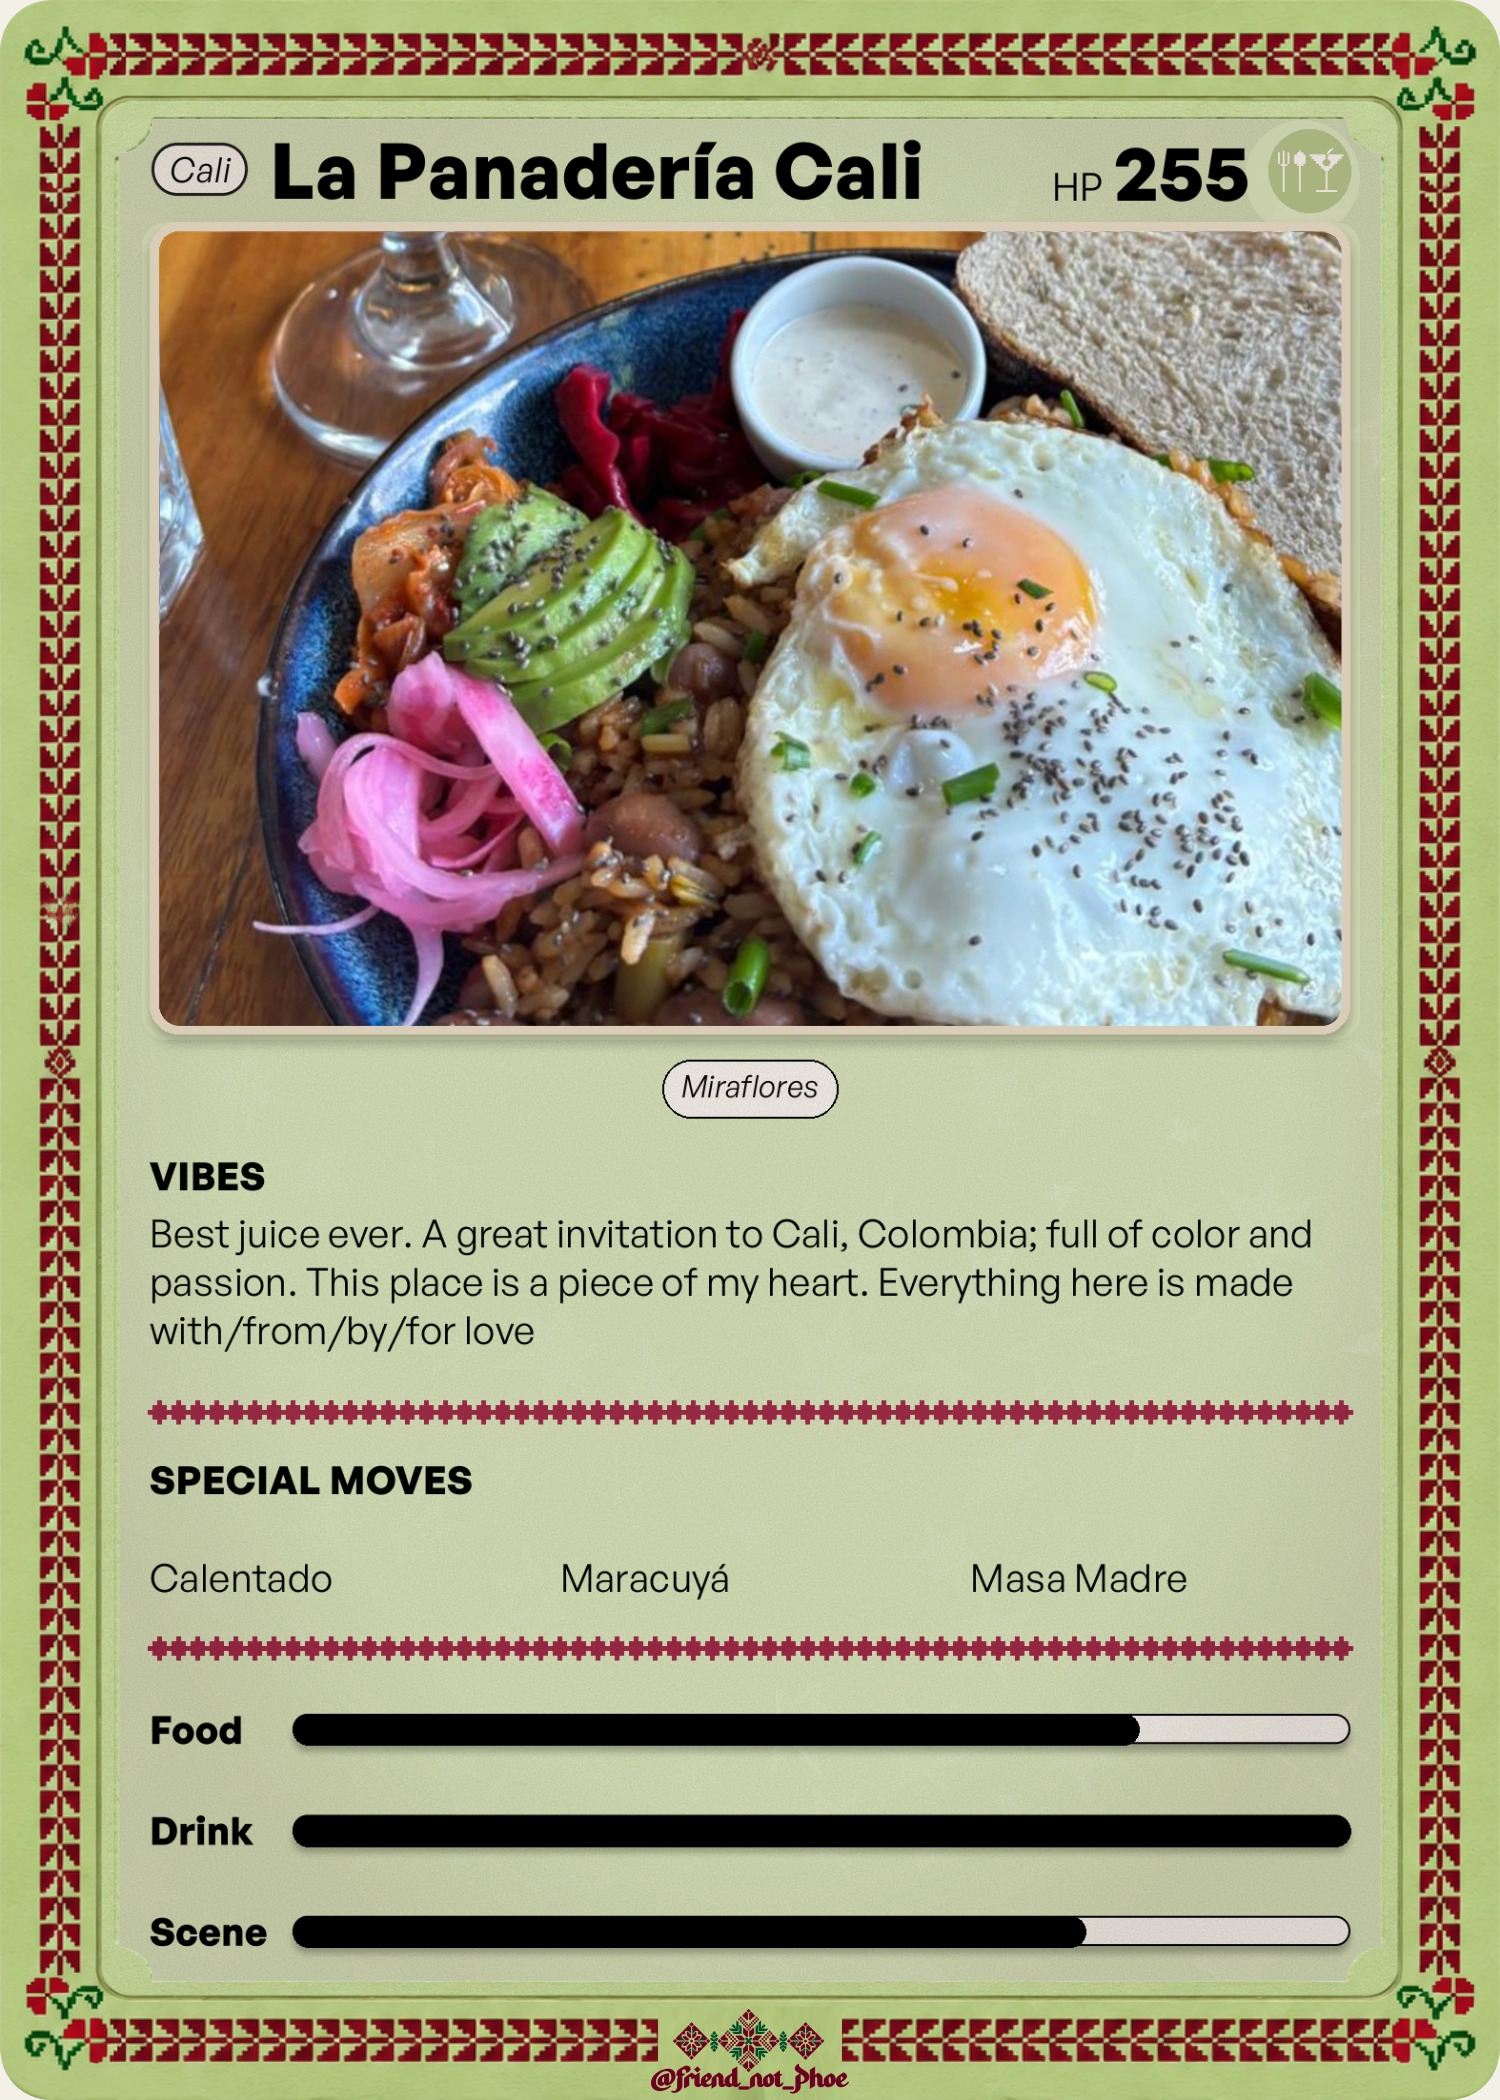 Cali La Panadería Cali HP 255
Miraflores
VIBES
Best juice ever. A great invitation to Cali, Colombia; full of color and
passion. This place is a piece of my heart. Everything here is made
with/from/by/for love
SPECIAL MOVES
Calentado Maracuyá Masa Madre
Food
Drink
Scene
@friend_not_phoe